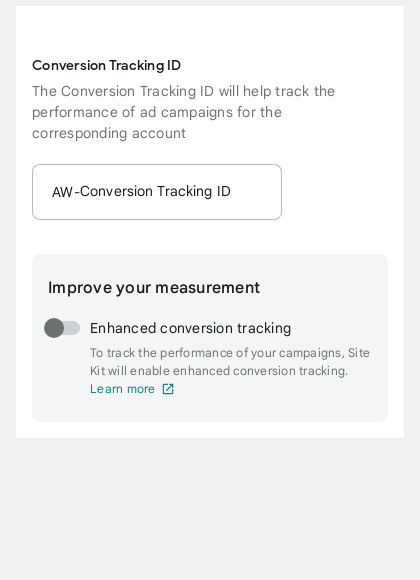 Conversion Tracking ID
The Conversion Tracking ID will help track the
performance of ad campaigns for the
corresponding account
AW-Conversion Tracking ID
Improve your measurement
Enhanced conversion tracking
To track the performance of your campaigns, Site
Kit will enable enhanced conversion tracking.
Learn more